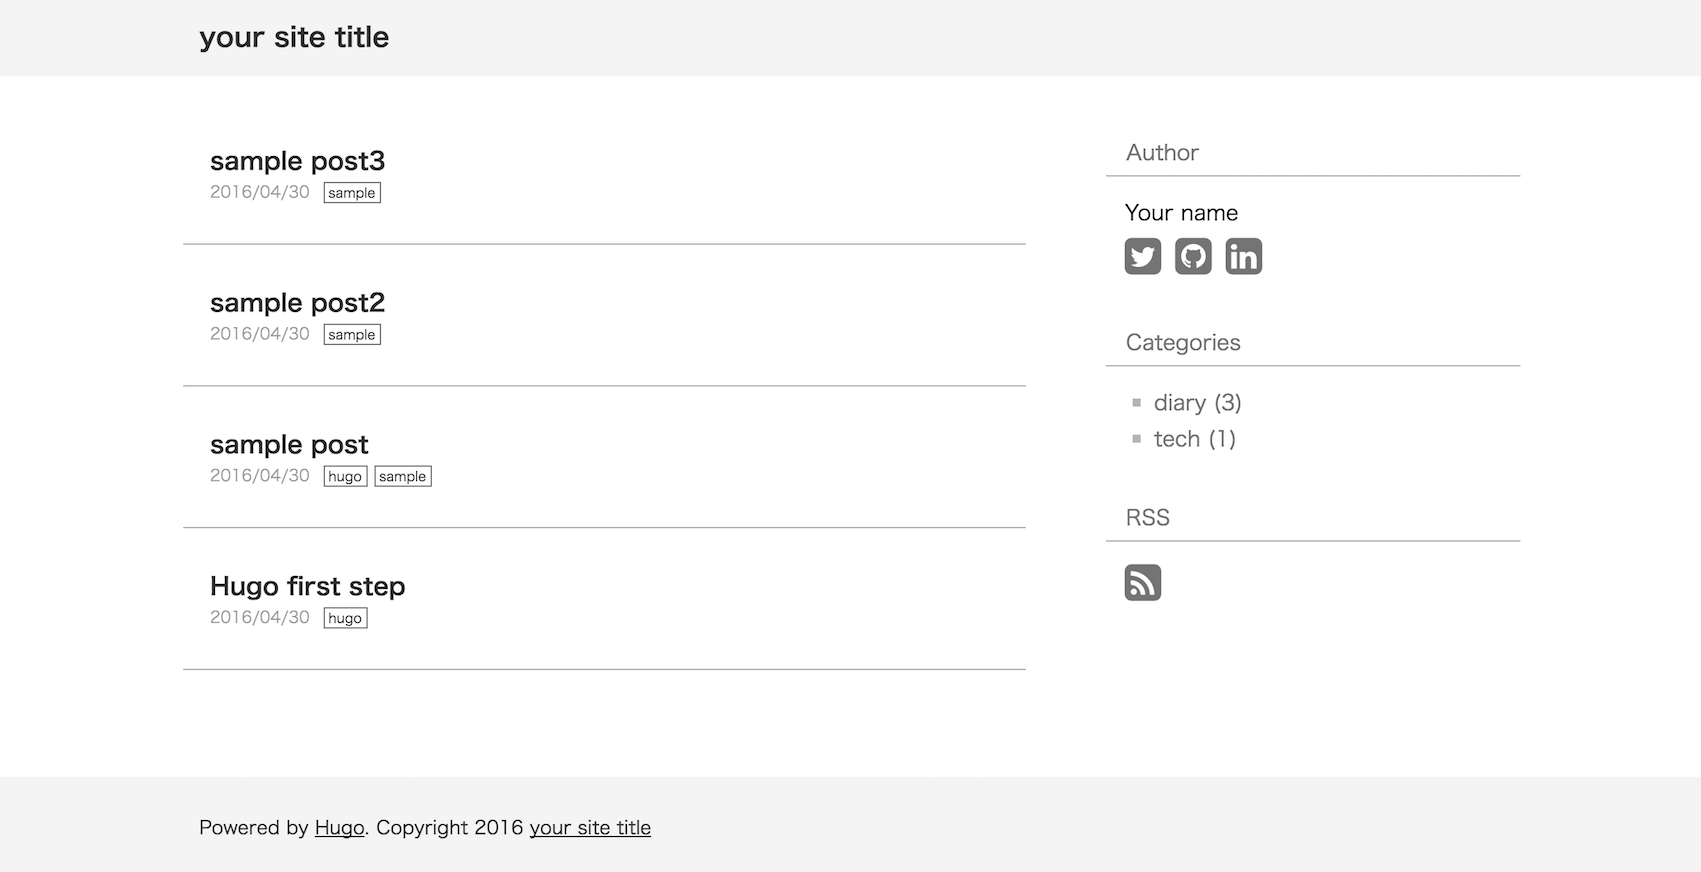 your site title
sample post3
2016/04/30 sample
sample post2
2016/04/30 sample
sample post
2016/04/30 hugo sample
Hugo first step
2016/04/30 hugo
Author
Your name
in
Categories
diary (3)
tech (1)
RSS
Powered by Hugo. Copyright 2016 your site title